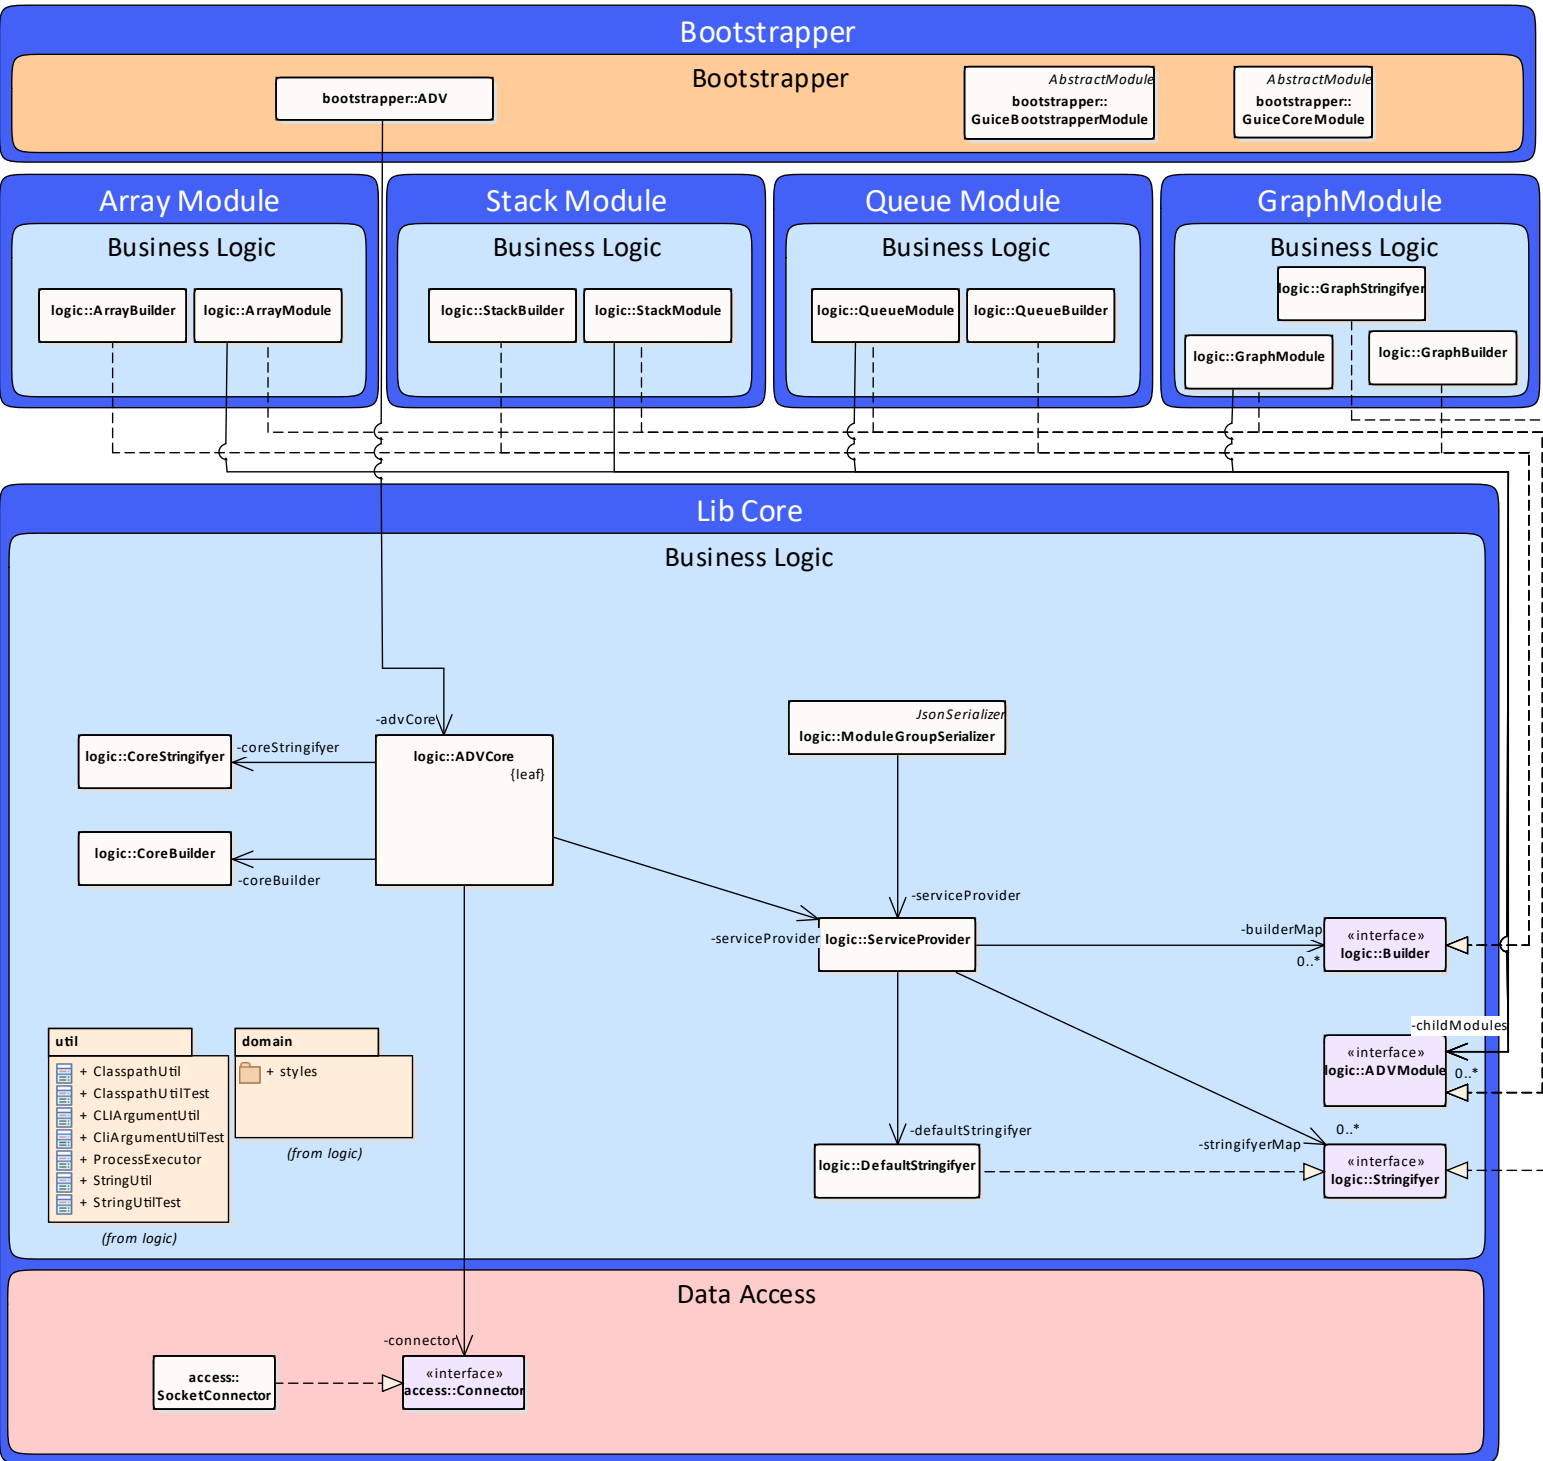 Bootstrapper
Bootstrapper
bootstrapper::ADV
AbstractModule
bootstrapper::
GuiceBootstrapperModule
AbstractModule
bootstrapper::
GuiceCoreModule
Array Module
Business Logic
logic::ArrayBuilder
logic::ArrayModule
Stack Module
Business Logic
logic::StackBuilder
logic::StackModule
Queue Module
Business Logic
logic::QueueModule
logic::QueueBuilder
GraphModule
Business Logic
logic::GraphStringifyer
logic::GraphModule
logic::GraphBuilder
Lib Core
Business Logic
-advCore
logic::CoreStringifyer
-coreStringifyer
logic::ADVCore
{leaf}
JsonSerializer
logic::ModuleGroupSerializer
logic::CoreBuilder
-coreBuilder
-serviceProvider
-serviceProvider
logic::ServiceProvider
-builderMap
0..*
«interface»
logic::Builder
-childModules
«interface»
logic::ADVModule
0..*
util
+ ClasspathUtil
+ ClasspathUtilTest
+ CLIArgumentUtil
+ CliArgumentUtilTest
+ ProcessExecutor
+ StringUtil
+ StringUtilTest
(from logic)
domain
+ styles
(from logic)
-defaultStringifyer
logic::DefaultStringifyer
0..*
-stringifyerMap
«interface»
logic::Stringifyer
Data Access
-connector
access::
SocketConnector
«interface»
access::Connector